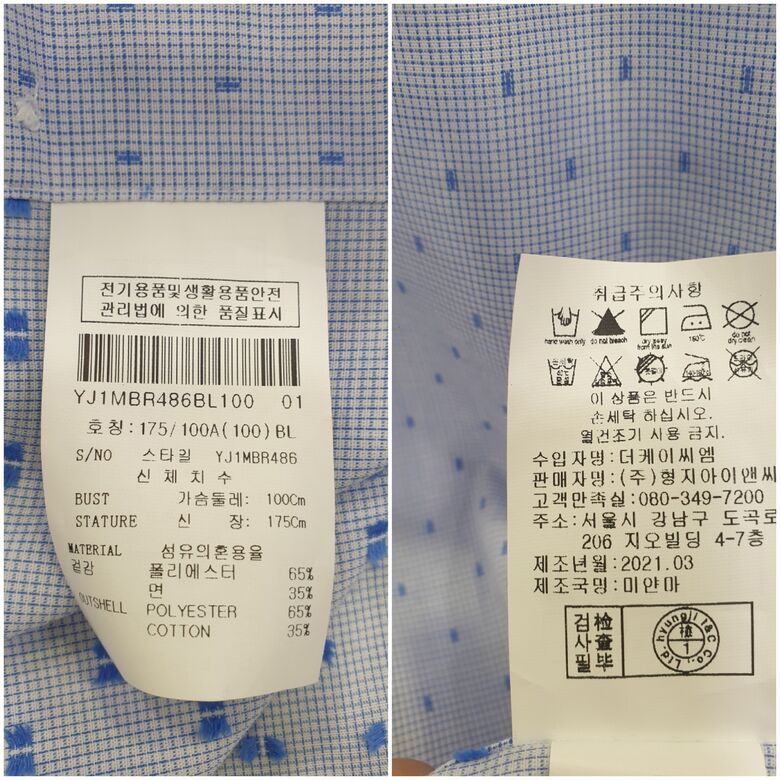 전기용품및생활용품안전
관리법에 의한 품질표시
YJ1MBR486BL100 01
호칭:175/100A(100)BL
S/NO 스타일 YJ1MBR486
신체치수
BUST 가슴둘레: 100Cm
STATURE 신 장: 175Cm
MATERIAL 섬유의혼용율
겉감 폴리에스터 65%
면 35%
OUTSHELL POLYESTER 65%
COTTON 35%
취급주의사항
hand wash only do not bleach dry away from the sun 160℃ do not dry clean
이 상품은 반드시
손세탁 하십시오.
열건조기 사용 금지.
수입자명:더케이씨엠
판매자명:(주)형지아이앤씨
고객만족실:080-349-7200
주소:서울시 강남구 도곡로
206 지오빌딩 4-7층
제조년월:2021.03
제조국명:미얀마
검사필 檢查畢
hyungji I&C Co., Ltd.
檢
1